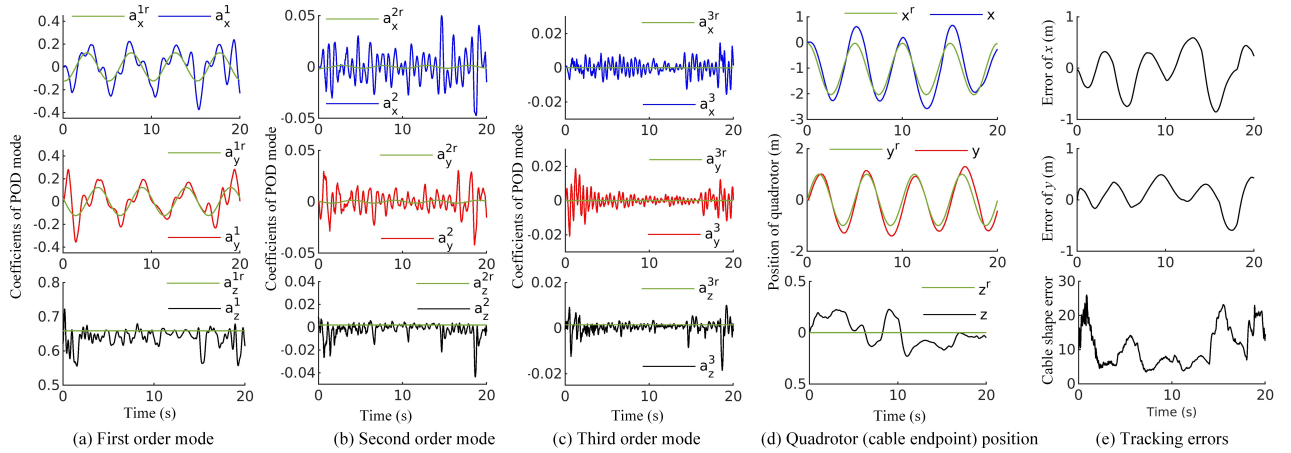 a_x^1r a_x^1
0.4
0.2
0
-0.2
-0.4
0 10 20
a_y^1r
0.4
0.2
0
-0.2
-0.4
a_y^1
0 10 20
a_z^1r
a_z^1
0.8
0.7
0.6
0.5
0 10 20
Coefficients of POD mode
Time (s)
(a) First order mode
0.05
a_x^2r
0
a_x^2
-0.05
0 10 20
0.05
a_y^2r
0
a_y^2
-0.05
0 10 20
0.04
a_z^2r
0.02
a_z^2
0
-0.02
-0.04
0 10 20
Coefficients of POD mode
Time (s)
(b) Second order mode
a_x^3r
0.02
0
-0.02
a_x^3
0 10 20
a_y^3r
0.02
0
-0.02
a_y^3
0 10 20
0.02
a_z^3r
0
a_z^3
-0.02
0 10 20
Coefficients of POD mode
Time (s)
(c) Third order mode
x^r x
1
0
-1
-2
-3
0 10 20
y^r y
2
0
-2
0 10 20
0.5
z^r
z
0
0.5
0 10 20
Position of quadrotor (m)
Time (s)
(d) Quadrotor (cable endpoint) position
1
0
-1
0 10 20
Error of x (m)
1
0
-1
0 10 20
Error of y (m)
30
20
10
0
0 10 20
Cable shape error
Time (s)
(e) Tracking errors